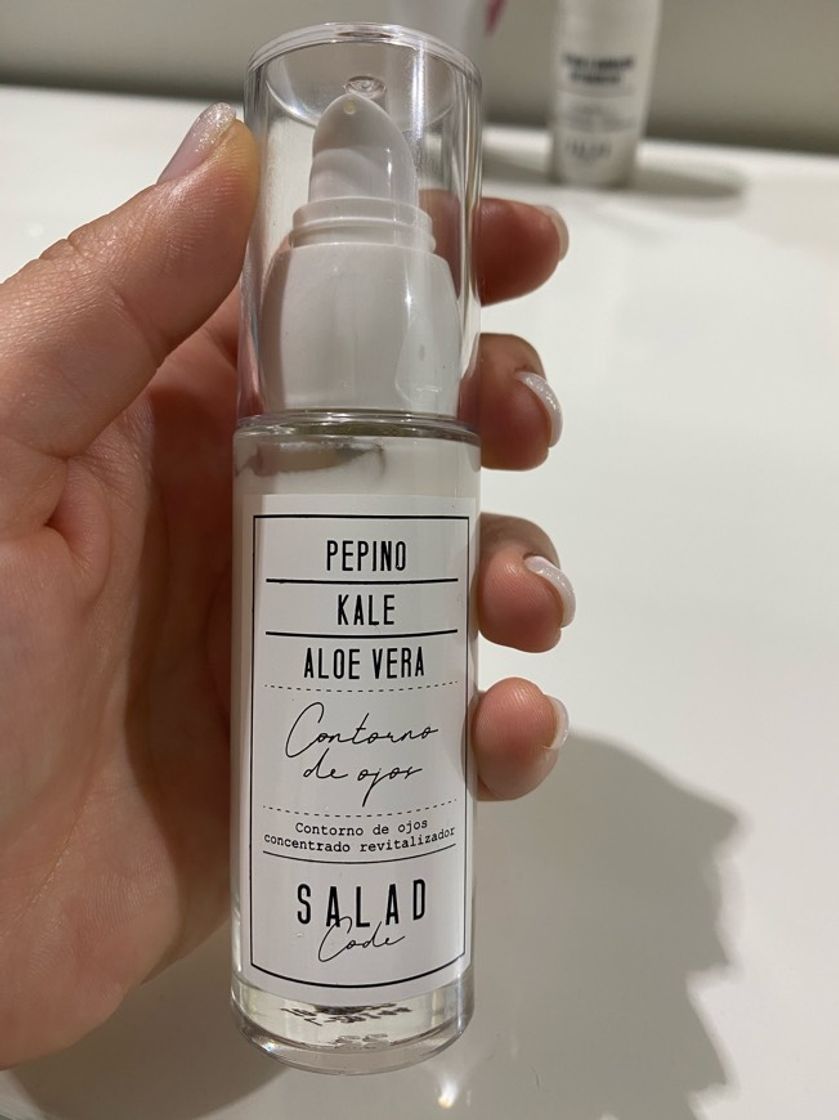 PEPINO
KALE
ALOE VERA
Contorno
de ojos
Contorno de ojos
concentrado revitalizador
SALAD
Code